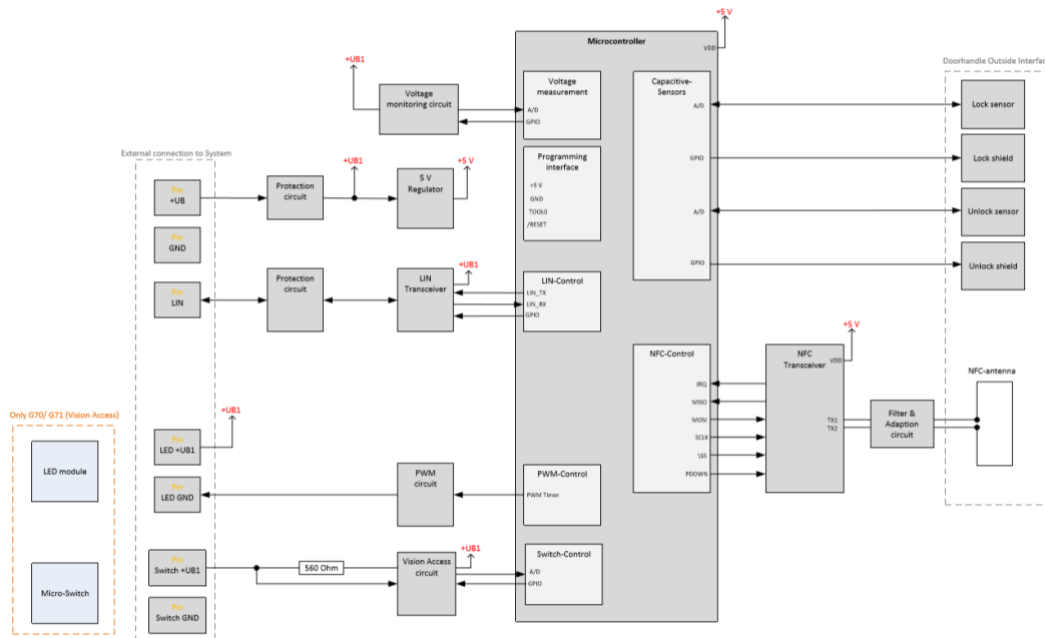 +5 V
Microcontroller
VDD
Doorhandle Outside Interfac
+UB1
Voltage
monitoring circuit
Voltage
measurement
A/D
GPIO
Capacitive-
Sensors
A/D
GPIO
A/D
GPIO
Lock sensor
Lock shield
Unlock sensor
Unlock shield
External connection to System
Pin:
+UB
Protection
circuit
+UB1
5 V
Regulator
+5 V
Programming
interface
+5 V
GND
TOOL0
/RESET
Pin:
GND
Pin:
LIN
Protection
circuit
LIN
Transceiver
+UB1
LIN-Control
LIN_TX
LIN_RX
GPIO
NFC-Control
IRQ
MISO
MOSI
SCLK
\SS
PDOWN
NFC
Transceiver
+5 V
VDD
TX1
TX2
Filter &
Adaption
circuit
NFC-antenna
Only G70/ G71 (Vision Access)
LED module
Micro-Switch
Pin:
LED +UB1
+UB1
Pin:
LED GND
PWM
circuit
PWM-Control
PWM Timer
Pin:
Switch +UB1
560 Ohm
Vision Access
circuit
+UB1
Switch-Control
A/D
GPIO
Pin:
Switch GND